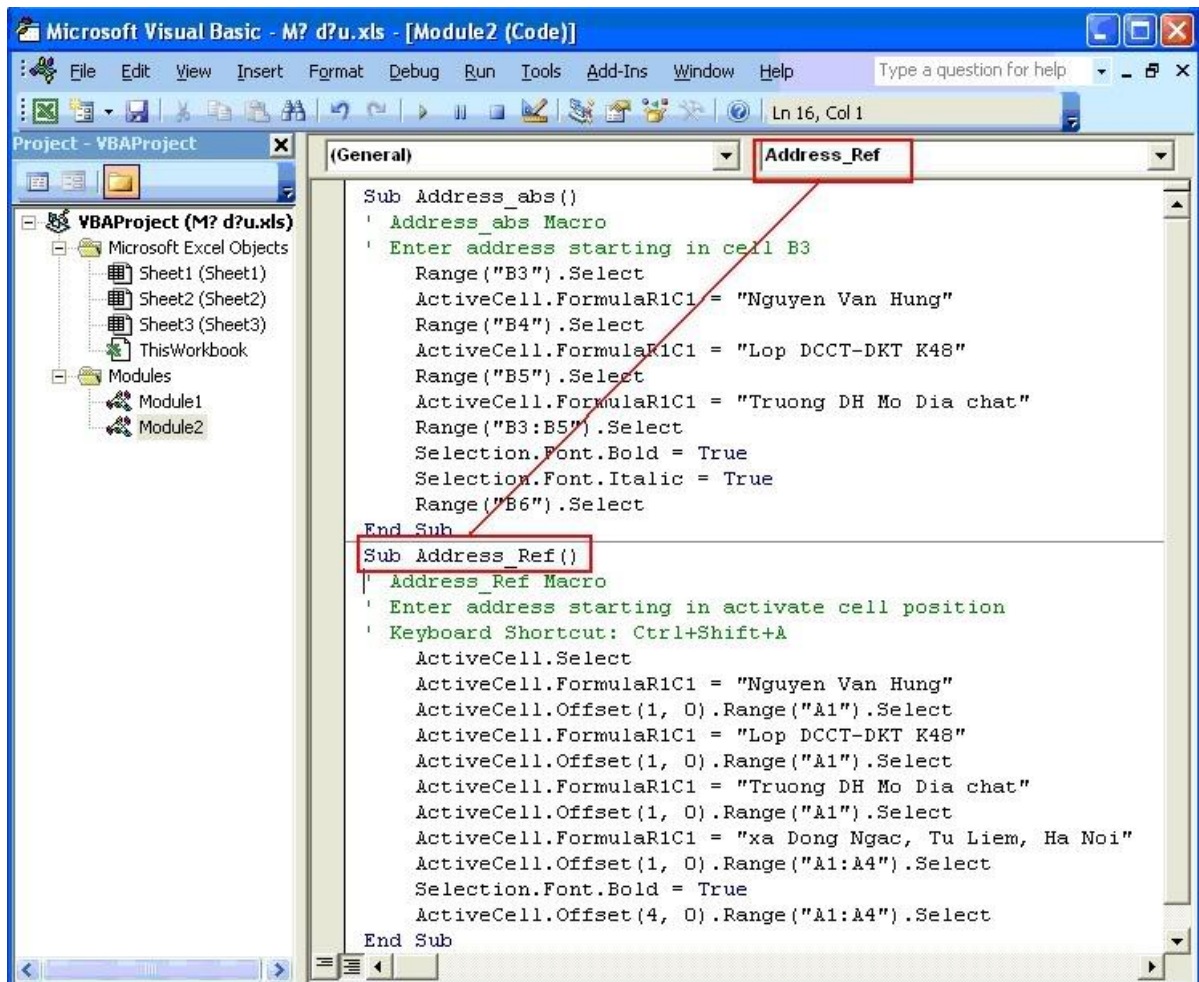 Microsoft Visual Basic - M? d?u.xls - [Module2 (Code)]
File Edit View Insert Format Debug Run Tools Add-Ins Window Help Type a question for help
Ln 16, Col 1
Project - VBAProject
(General) Address_Ref
VBAProject (M? d?u.xls)
Microsoft Excel Objects
Sheet1 (Sheet1)
Sheet2 (Sheet2)
Sheet3 (Sheet3)
ThisWorkbook
Modules
Module1
Module2
Sub Address_abs()
' Address_abs Macro
' Enter address starting in cell B3
Range("B3").Select
ActiveCell.FormulaR1C1 = "Nguyen Van Hung"
Range("B4").Select
ActiveCell.FormulaR1C1 = "Lop DCCT-DKT K48"
Range("B5").Select
ActiveCell.FormulaR1C1 = "Truong DH Mo Dia chat"
Range("B3:B5").Select
Selection.Font.Bold = True
Selection.Font.Italic = True
Range("B6").Select
End Sub
Sub Address_Ref()
' Address_Ref Macro
' Enter address starting in activate cell position
' Keyboard Shortcut: Ctrl+Shift+A
ActiveCell.Select
ActiveCell.FormulaR1C1 = "Nguyen Van Hung"
ActiveCell.Offset(1, 0).Range("A1").Select
ActiveCell.FormulaR1C1 = "Lop DCCT-DKT K48"
ActiveCell.Offset(1, 0).Range("A1").Select
ActiveCell.FormulaR1C1 = "Truong DH Mo Dia chat"
ActiveCell.Offset(1, 0).Range("A1").Select
ActiveCell.FormulaR1C1 = "xa Dong Ngac, Tu Liem, Ha Noi"
ActiveCell.Offset(1, 0).Range("A1:A4").Select
Selection.Font.Bold = True
ActiveCell.Offset(4, 0).Range("A1:A4").Select
End Sub